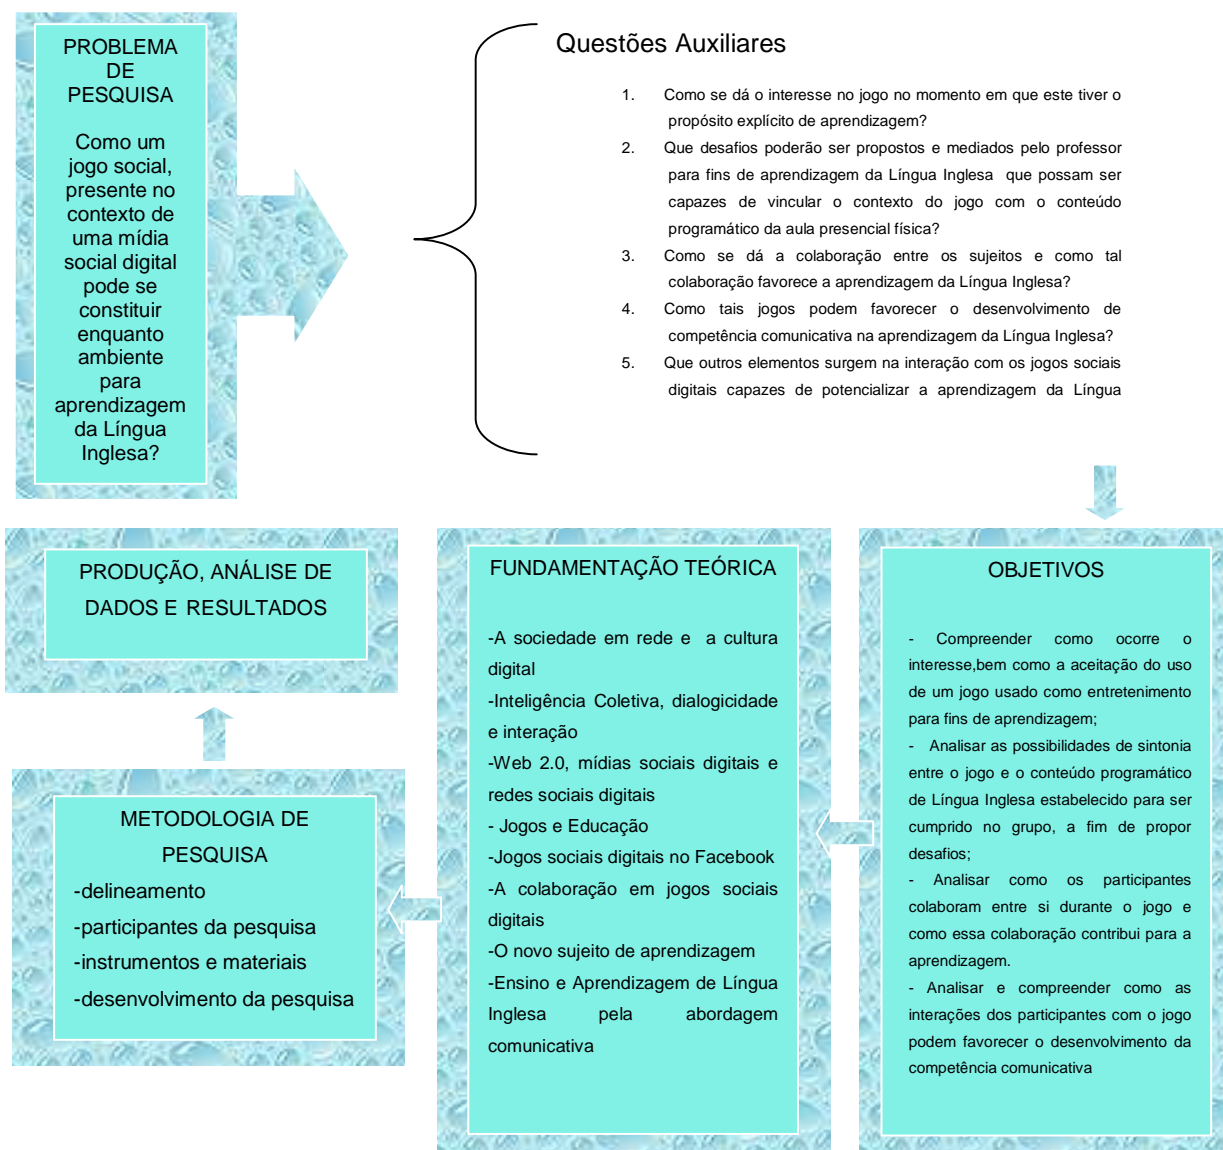 PROBLEMA
DE
PESQUISA
Como um
jogo social,
presente no
contexto de
uma mídia
social digital
pode se
constituir
enquanto
ambiente
para
aprendizagem
da Língua
Inglesa?
Questões Auxiliares
1. Como se dá o interesse no jogo no momento em que este tiver o
propósito explícito de aprendizagem?
2. Que desafios poderão ser propostos e mediados pelo professor
para fins de aprendizagem da Língua Inglesa que possam ser
capazes de vincular o contexto do jogo com o conteúdo
programático da aula presencial física?
3. Como se dá a colaboração entre os sujeitos e como tal
colaboração favorece a aprendizagem da Língua Inglesa?
4. Como tais jogos podem favorecer o desenvolvimento de
competência comunicativa na aprendizagem da Língua Inglesa?
5. Que outros elementos surgem na interação com os jogos sociais
digitais capazes de potencializar a aprendizagem da Língua
OBJETIVOS
- Compreender como ocorre o
interesse,bem como a aceitação do uso
de um jogo usado como entretenimento
para fins de aprendizagem;
- Analisar as possibilidades de sintonia
entre o jogo e o conteúdo programático
de Língua Inglesa estabelecido para ser
cumprido no grupo, a fim de propor
desafios;
- Analisar como os participantes
colaboram entre si durante o jogo e
como essa colaboração contribui para a
aprendizagem.
- Analisar e compreender como as
interações dos participantes com o jogo
podem favorecer o desenvolvimento da
competência comunicativa
FUNDAMENTAÇÃO TEÓRICA
-A sociedade em rede e a cultura
digital
-Inteligência Coletiva, dialogicidade
e interação
-Web 2.0, mídias sociais digitais e
redes sociais digitais
- Jogos e Educação
-Jogos sociais digitais no Facebook
-A colaboração em jogos sociais
digitais
-O novo sujeito de aprendizagem
-Ensino e Aprendizagem de Língua
Inglesa pela abordagem
comunicativa
METODOLOGIA DE
PESQUISA
-delineamento
-participantes da pesquisa
-instrumentos e materiais
-desenvolvimento da pesquisa
PRODUÇÃO, ANÁLISE DE
DADOS E RESULTADOS